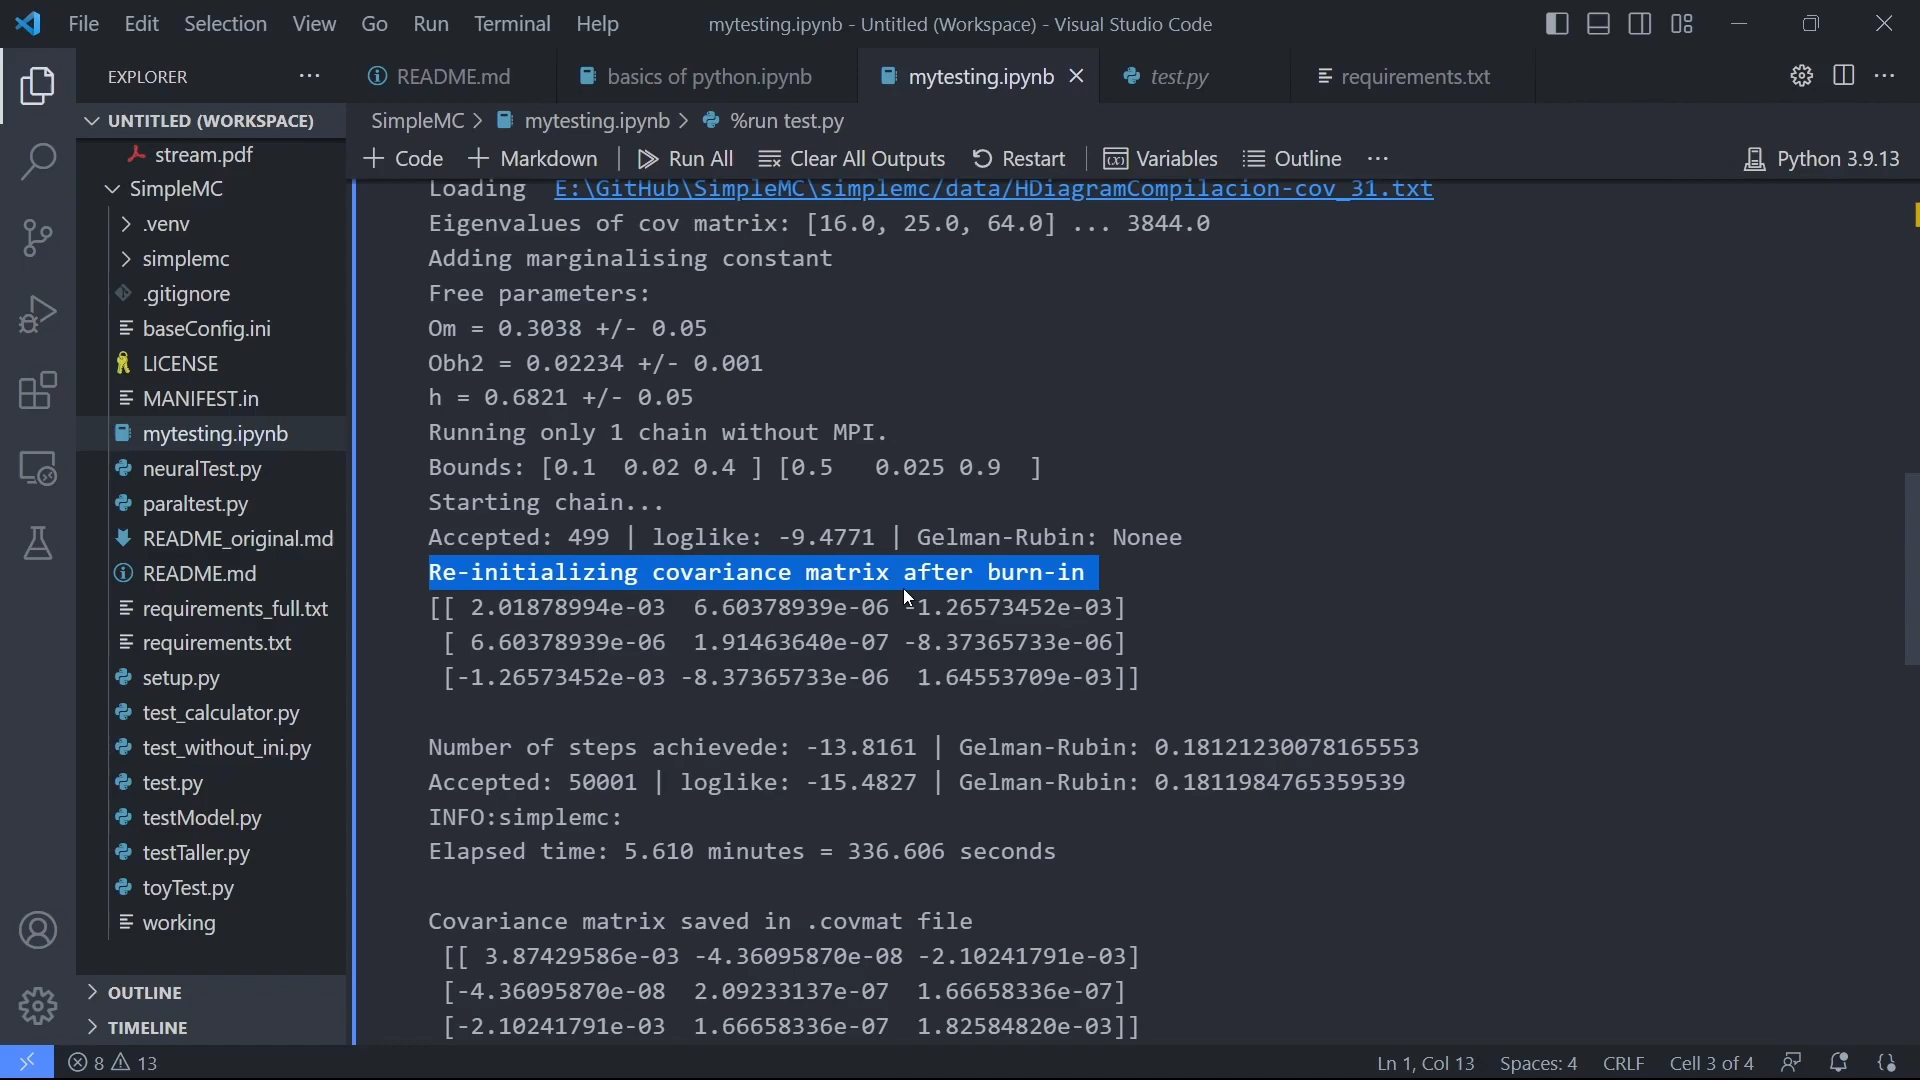 File Edit Selection View Go Run Terminal Help mytesting.ipynb - Untitled (Workspace) - Visual Studio Code
EXPLORER ···
README.md basics of python.ipynb mytesting.ipynb test.py requirements.txt
UNTITLED (WORKSPACE)
stream.pdf
SimpleMC
.venv
simplemc
.gitignore
baseConfig.ini
LICENSE
MANIFEST.in
mytesting.ipynb
neuralTest.py
paraltest.py
README_original.md
README.md
requirements_full.txt
requirements.txt
setup.py
test_calculator.py
test_without_ini.py
test.py
testModel.py
testTaller.py
toyTest.py
working
OUTLINE
TIMELINE
SimpleMC > mytesting.ipynb > %run test.py
+ Code + Markdown | Run All Clear All Outputs Restart | Variables Outline ··· Python 3.9.13
Loading E:\GitHub\SimpleMC\simplemc/data/HDiagramCompilacion-cov_31.txt
Eigenvalues of cov matrix: [16.0, 25.0, 64.0] ... 3844.0
Adding marginalising constant
Free parameters:
Om = 0.3038 +/- 0.05
Obh2 = 0.02234 +/- 0.001
h = 0.6821 +/- 0.05
Running only 1 chain without MPI.
Bounds: [0.1 0.02 0.4 ] [0.5 0.025 0.9 ]
Starting chain...
Accepted: 499 | loglike: -9.4771 | Gelman-Rubin: Nonee
Re-initializing covariance matrix after burn-in
[[ 2.01878994e-03 6.60378939e-06 -1.26573452e-03]
[ 6.60378939e-06 1.91463640e-07 -8.37365733e-06]
[-1.26573452e-03 -8.37365733e-06 1.64553709e-03]]
Number of steps achievede: -13.8161 | Gelman-Rubin: 0.18121230078165553
Accepted: 50001 | loglike: -15.4827 | Gelman-Rubin: 0.1811984765359539
INFO:simplemc:
Elapsed time: 5.610 minutes = 336.606 seconds
Covariance matrix saved in .covmat file
[[ 3.87429586e-03 -4.36095870e-08 -2.10241791e-03]
[-4.36095870e-08 2.09233137e-07 1.66658336e-07]
[-2.10241791e-03 1.66658336e-07 1.82584820e-03]]
8 13 Ln 1, Col 13 Spaces: 4 CRLF Cell 3 of 4